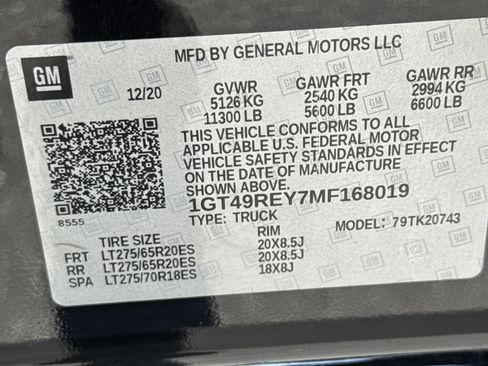 MFD BY GENERAL MOTORS LLC
GM
12/20 GVWR GAWR FRT GAWR RR
5126 KG 2540 KG 2994 KG
11300 LB 5600 LB 6600 LB
THIS VEHICLE CONFORMS TO ALL
APPLICABLE U.S. FEDERAL MOTOR
VEHICLE SAFETY STANDARDS IN EFFECT
ON THE DATE OF MANUFACTURE SHOWN ABOVE.
1GT49REY7MF168019
8555
TYPE: TRUCK MODEL: 79TK20743
TIRE SIZE RIM
FRT LT275/65R20ES 20X8.5J
RR LT275/65R20ES 20X8.5J
SPA LT275/70R18ES 18X8J